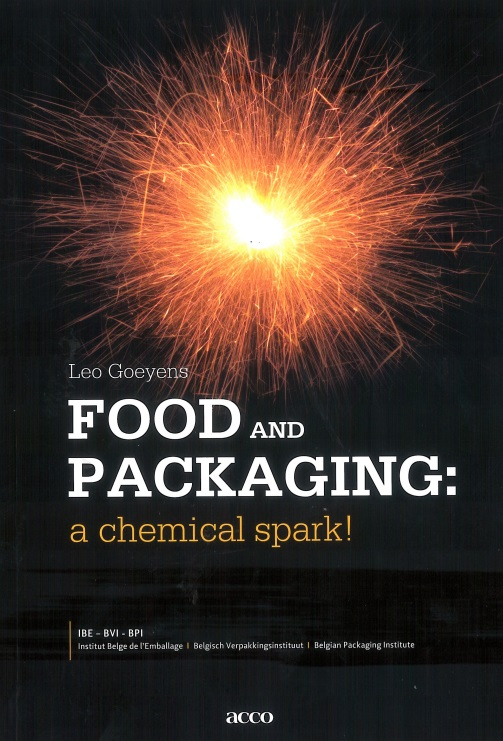 Leo Goeyens
FOOD AND
PACKAGING:
a chemical spark!
IBE – BVI - BPI
Institut Belge de l'Emballage | Belgisch Verpakkingsinstituut | Belgian Packaging Institute
acco